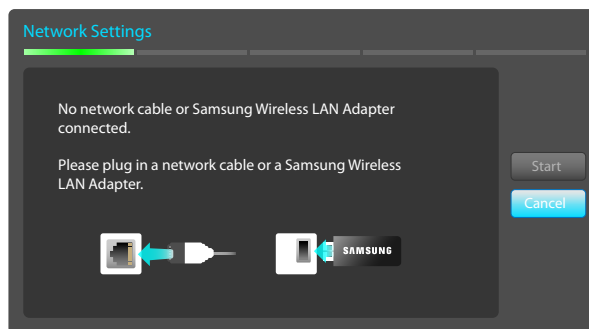 Network Settings
No network cable or Samsung Wireless LAN Adapter
connected.
Please plug in a network cable or a Samsung Wireless
LAN Adapter.
Start
Cancel
SAMSUNG